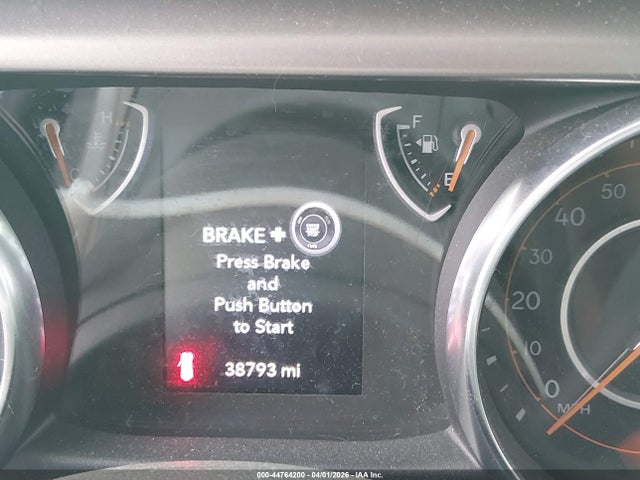 H
C
F
E
BRAKE +
Press Brake
and
Push Button
to Start
38793 mi
50
40
30
20
10
0
MPH
000-44764200 - 04/01/2026 - IAA Inc.